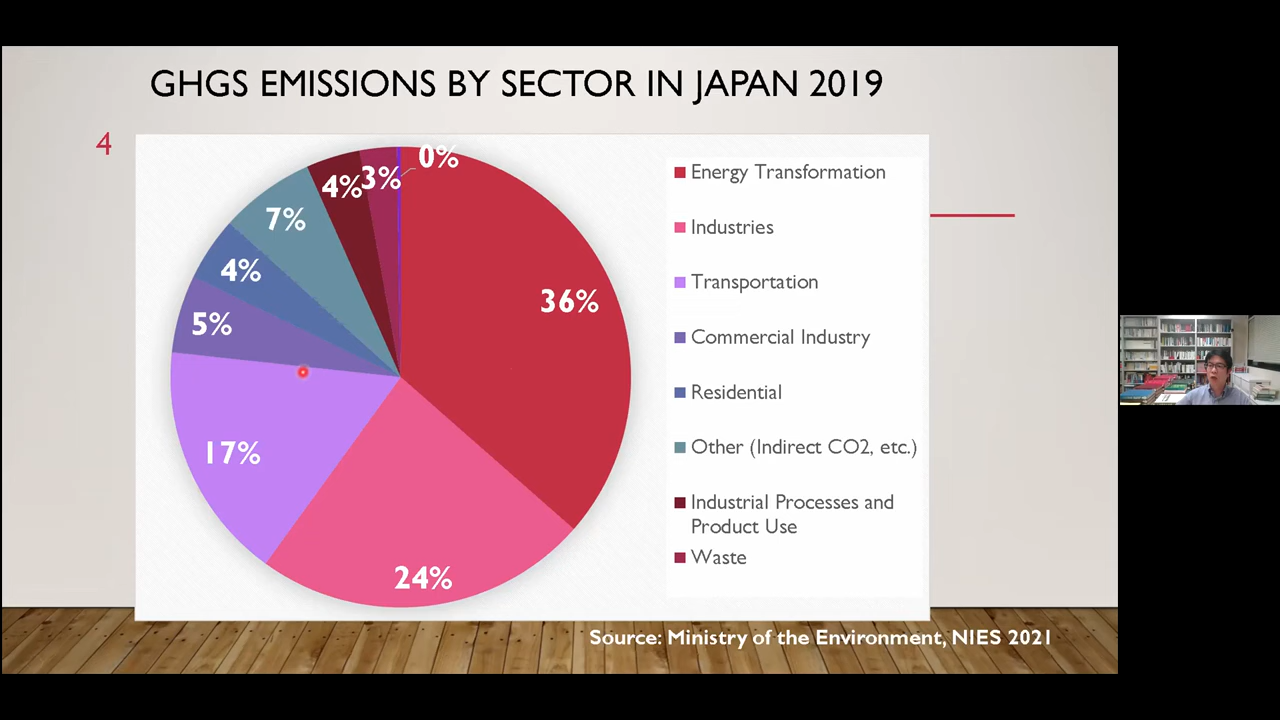 GHGS EMISSIONS BY SECTOR IN JAPAN 2019
4
0%
3%
4%
7%
4%
5%
17%
24%
36%
Energy Transformation
Industries
Transportation
Commercial Industry
Residential
Other (Indirect CO2, etc.)
Industrial Processes and
Product Use
Waste
Source: Ministry of the Environment, NIES 2021